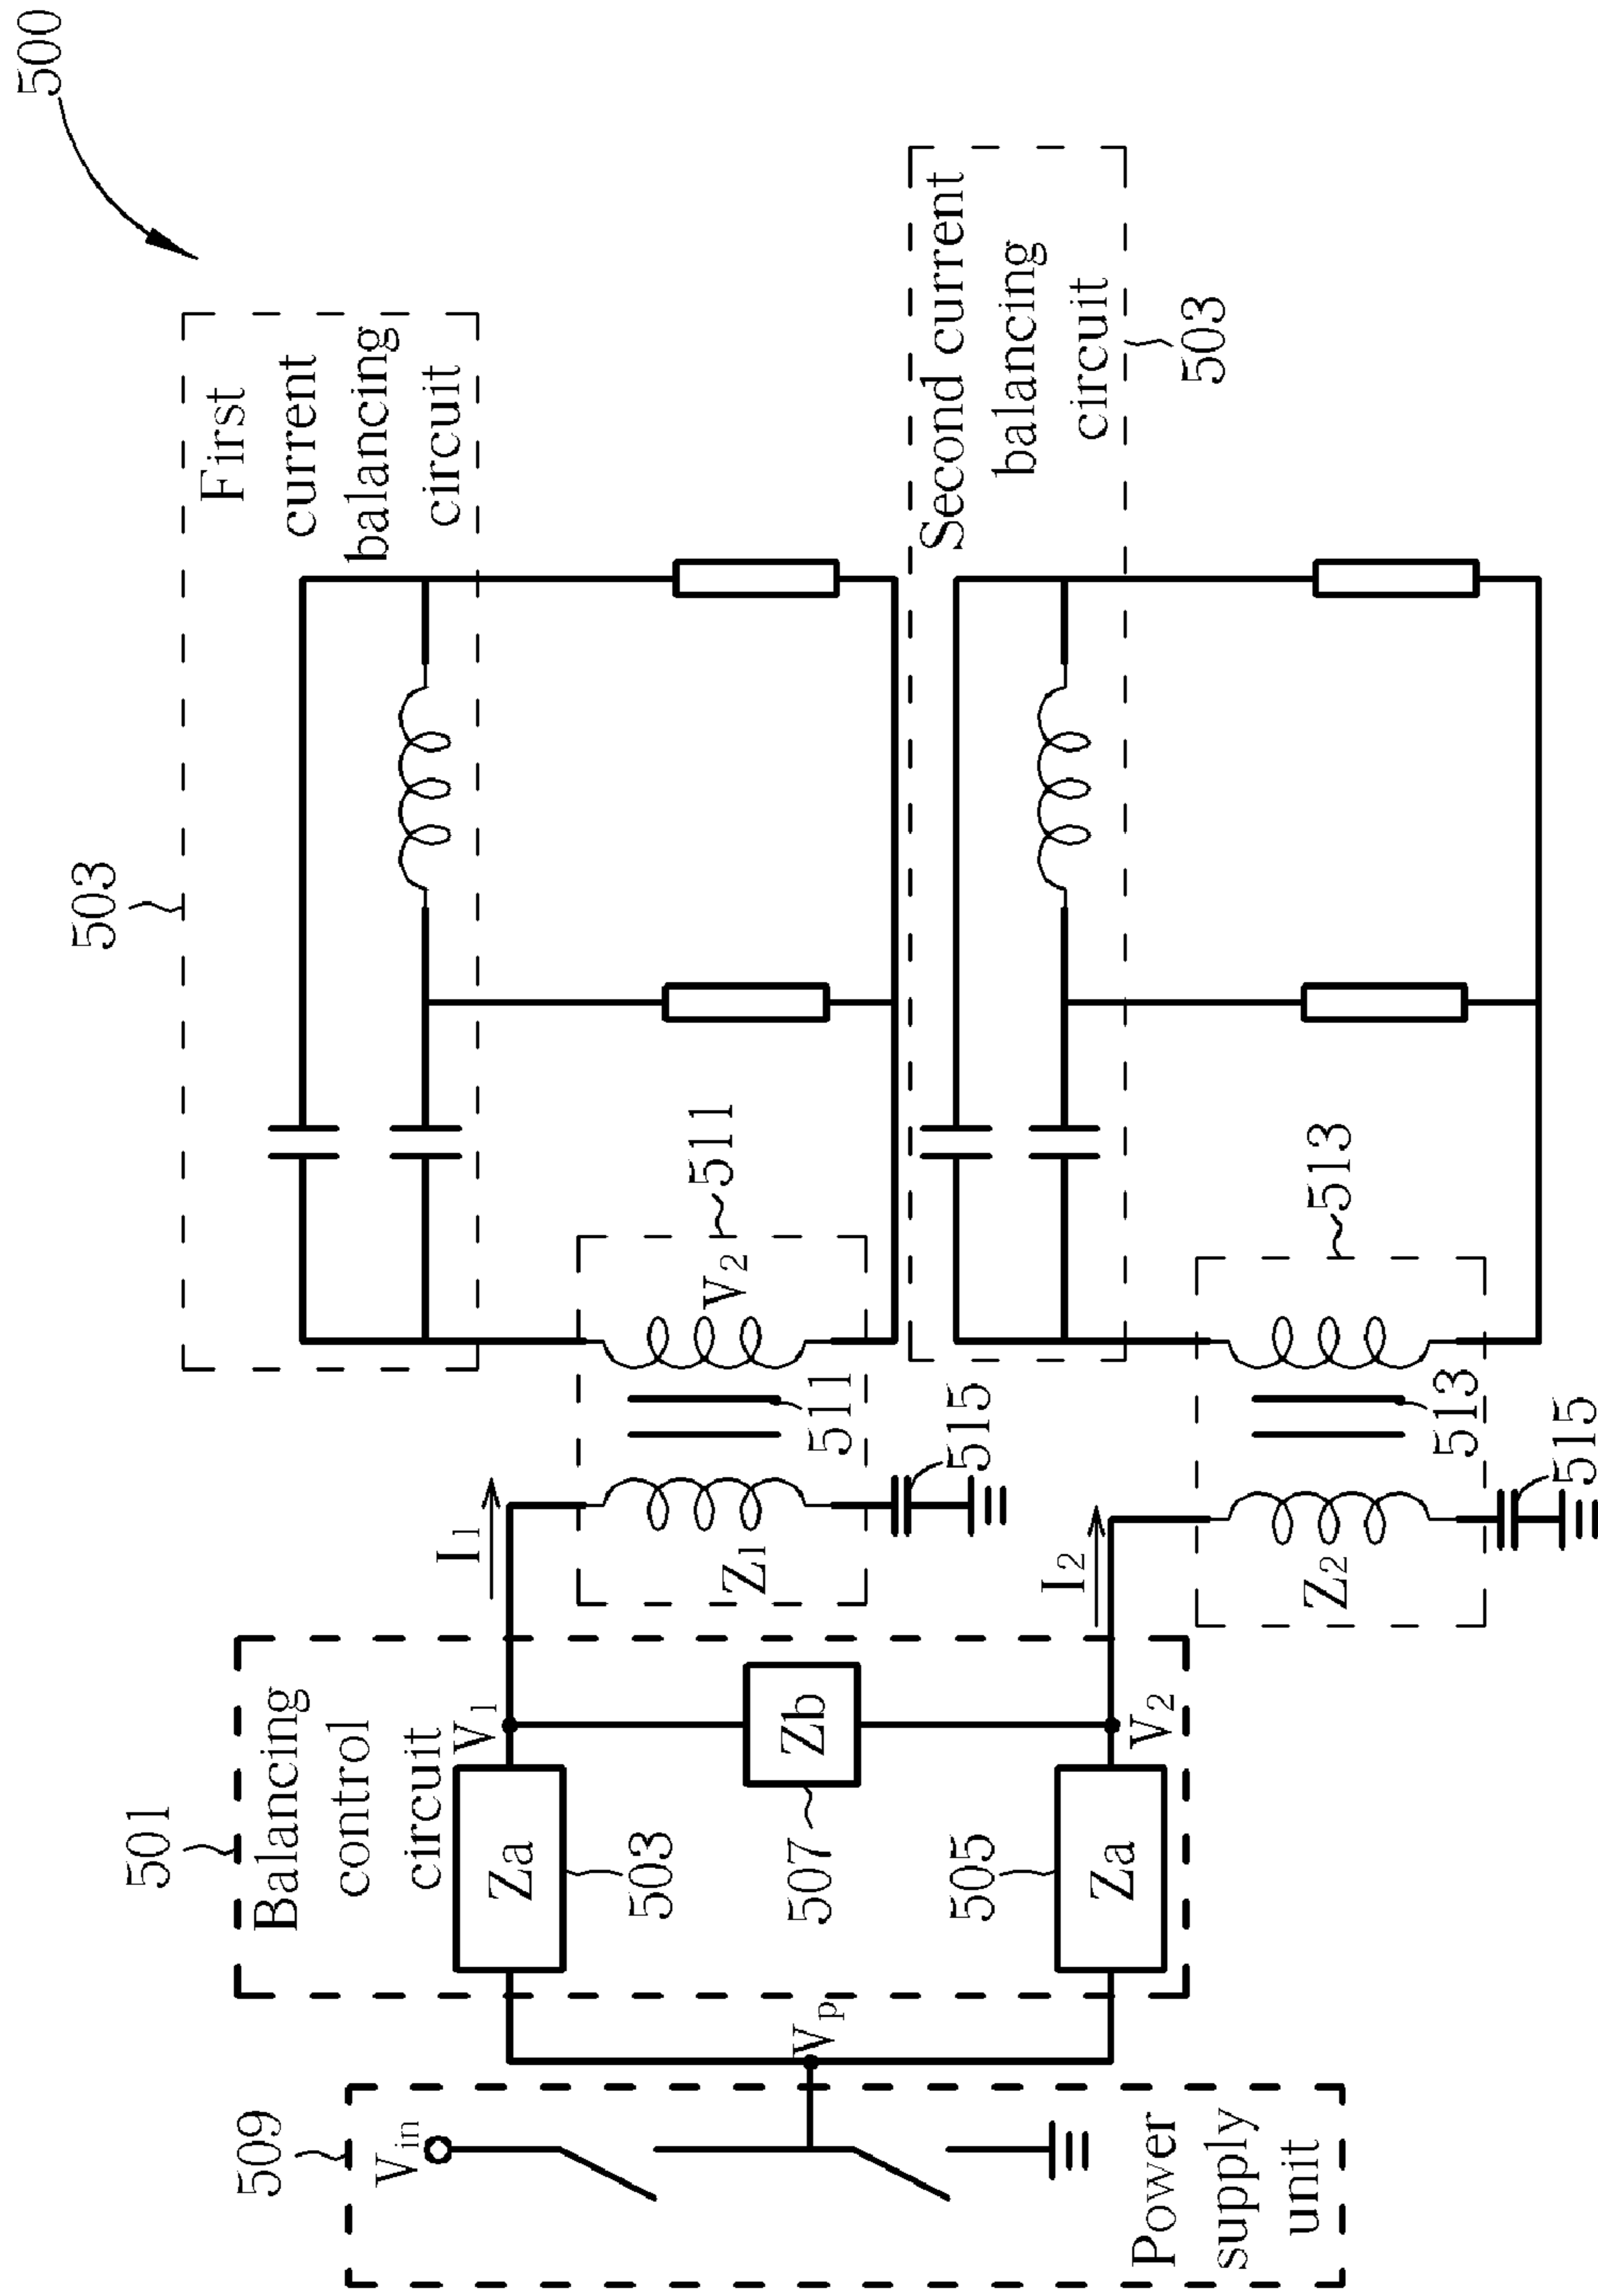 500
503
First
current
balancing
circuit
Second current
balancing
circuit
503
501
Balancing
control
circuit
V1
I1
Za
503
Zb
507
505
Za
V2
I2
Z1
V2
511
511
515
Z2
513
513
515
509
Vin
Vp
Power
supply
unit